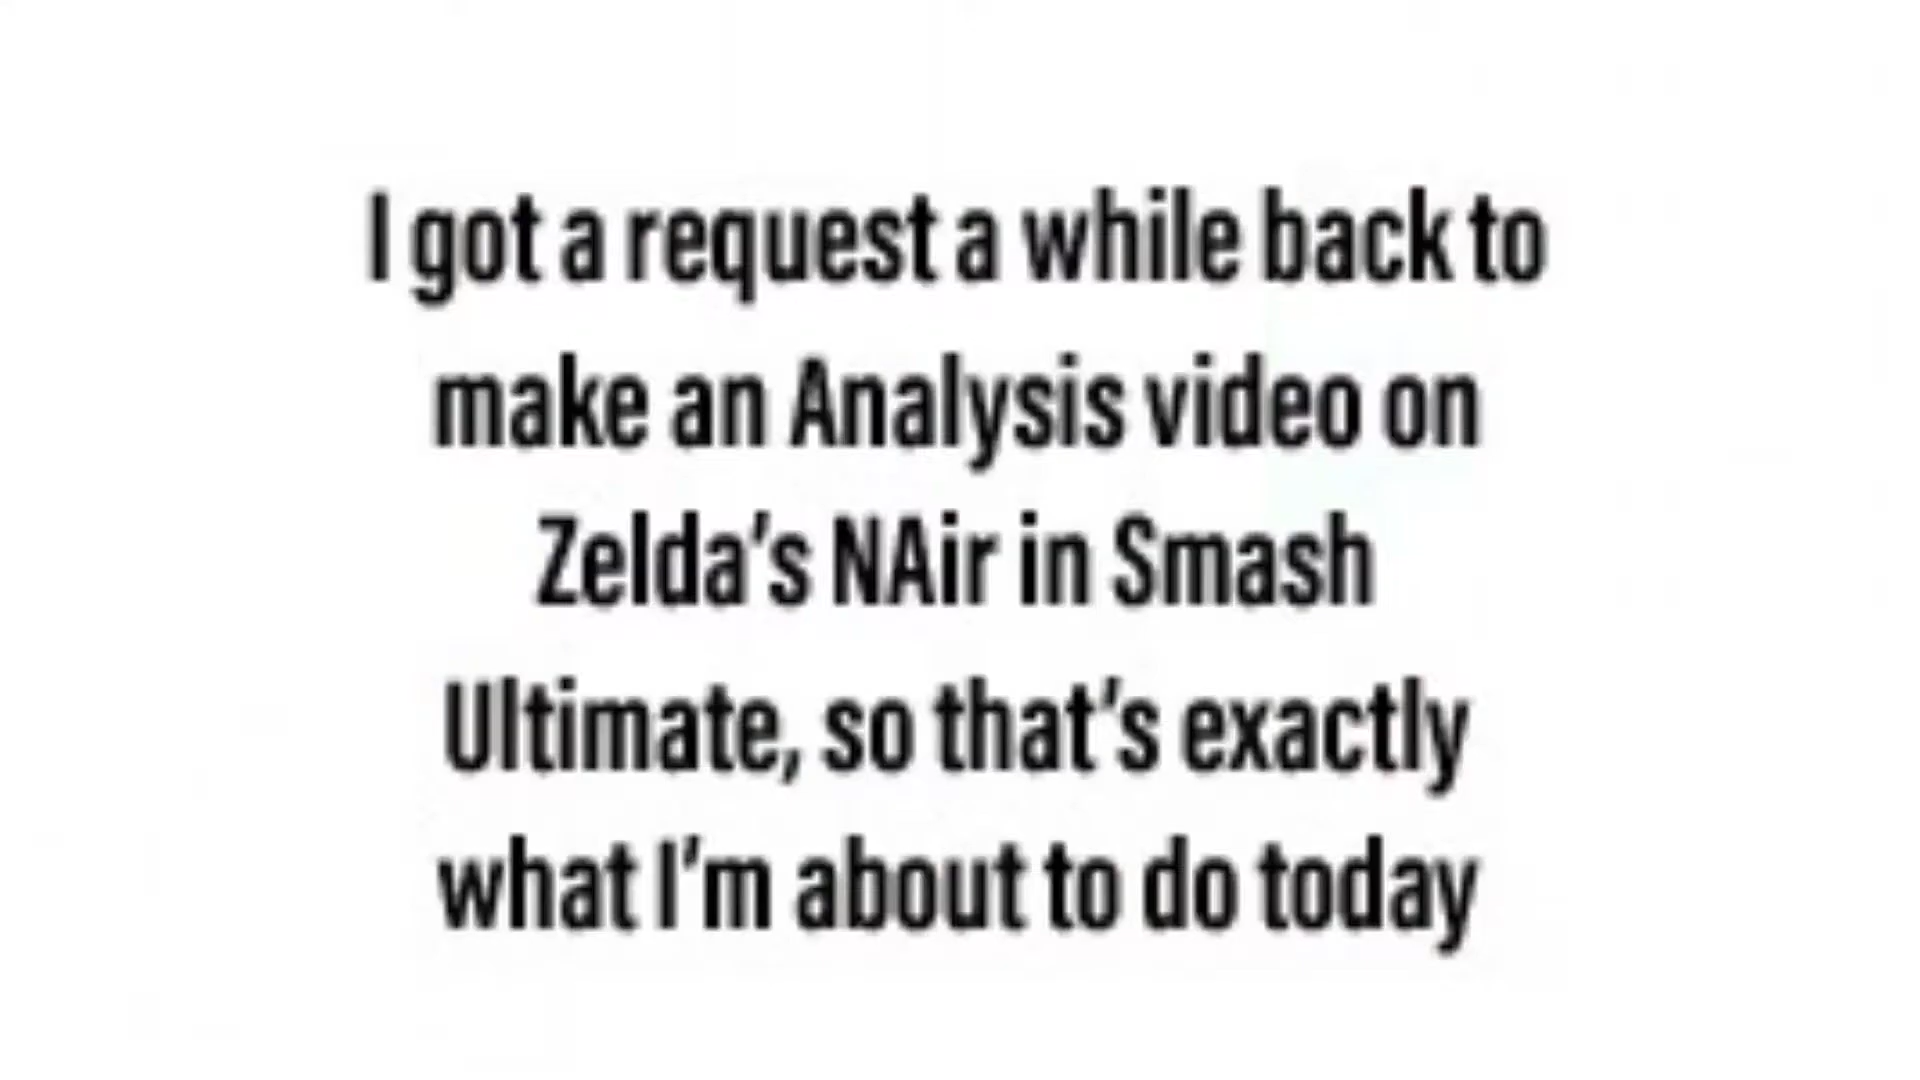 I got a request a while back to
make an Analysis video on
Zelda’s NAir in Smash
Ultimate, so that’s exactly
what I’m about to do today